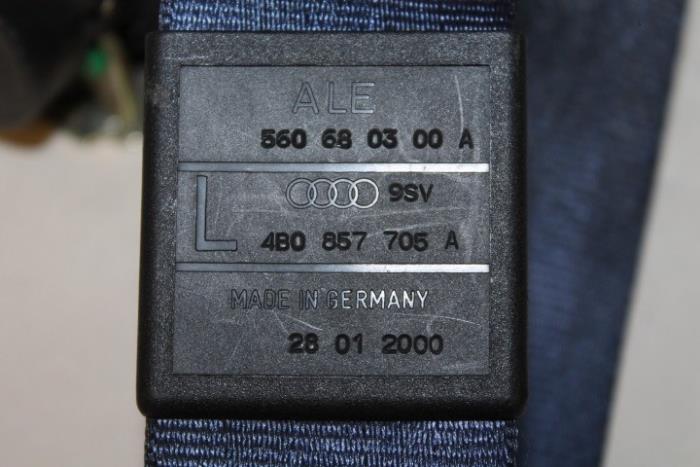 ALE
560 68 03 00 A
L 9SV
4B0 857 705 A
MADE IN GERMANY
28 01 2000